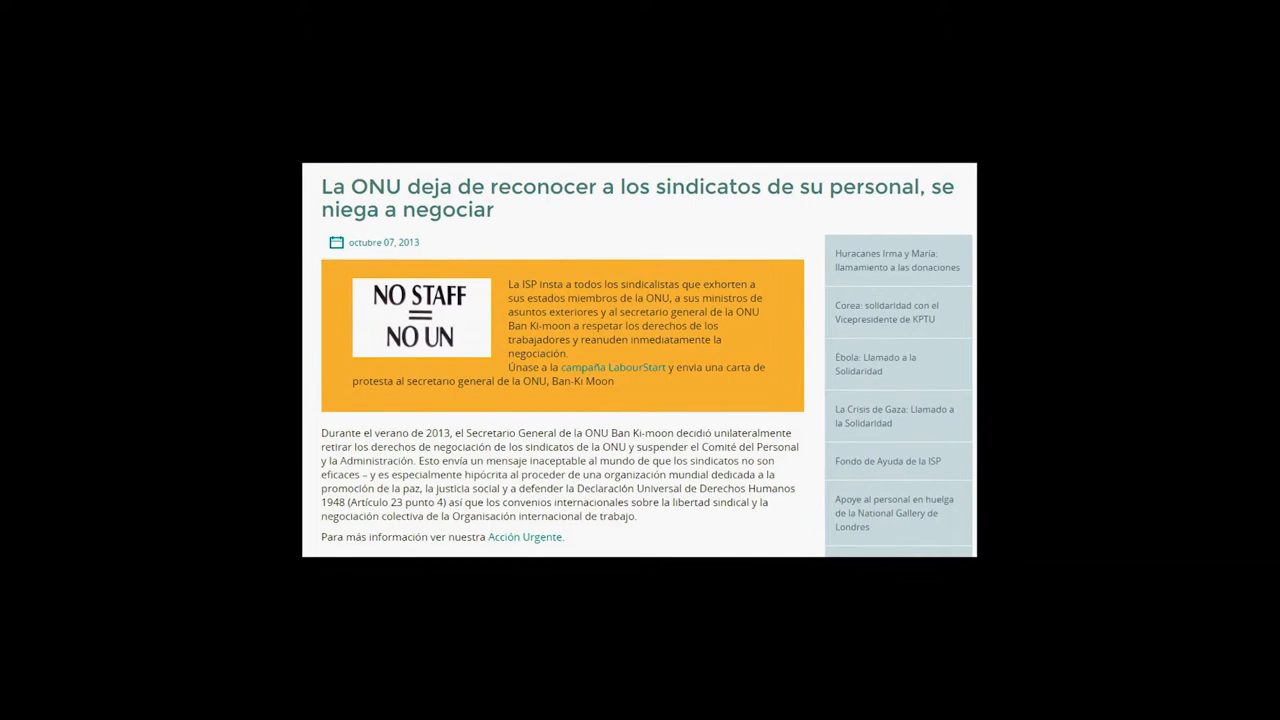 La ONU deja de reconocer a los sindicatos de su personal, se
niega a negociar
octubre 07, 2013
NO STAFF
=
NO UN
La ISP insta a todos los sindicalistas que exhorten a
sus estados miembros de la ONU, a sus ministros de
asuntos exteriores y al secretario general de la ONU
Ban Ki-moon a respetar los derechos de los
trabajadores y reanuden inmediatamente la
negociación.
Únase a la campaña LabourStart y envia una carta de
protesta al secretario general de la ONU, Ban-Ki Moon
Durante el verano de 2013, el Secretario General de la ONU Ban Ki-moon decidió unilateralmente
retirar los derechos de negociación de los sindicatos de la ONU y suspender el Comité del Personal
y la Administración. Esto envía un mensaje inaceptable al mundo de que los sindicatos no son
eficaces – y es especialmente hipócrita al proceder de una organización mundial dedicada a la
promoción de la paz, la justicia social y a defender la Declaración Universal de Derechos Humanos
1948 (Artículo 23 punto 4) así que los convenios internacionales sobre la libertad sindical y la
negociación colectiva de la Organisación internacional de trabajo.
Para más información ver nuestra Acción Urgente.
Huracanes Irma y María:
llamamiento a las donaciones
Corea: solidaridad con el
Vicepresidente de KPTU
Ébola: Llamado a la
Solidaridad
La Crisis de Gaza: Llamado a
la Solidaridad
Fondo de Ayuda de la ISP
Apoye al personal en huelga
de la National Gallery de
Londres